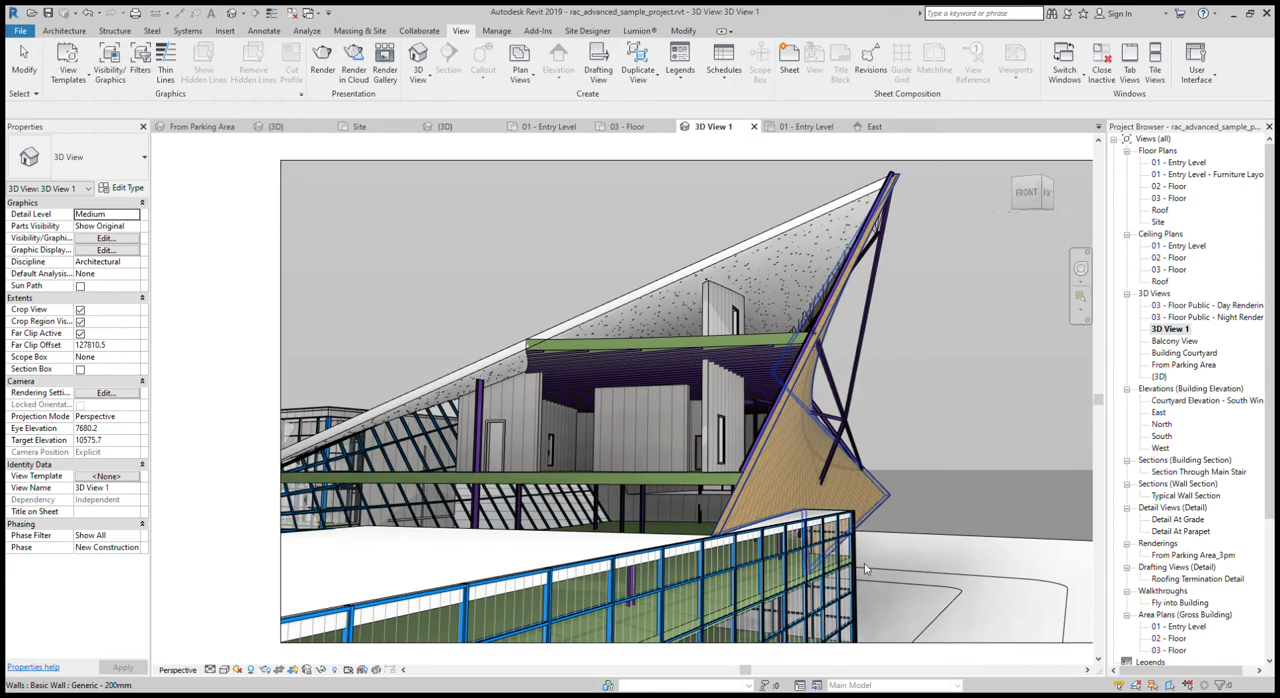 Autodesk Revit 2019 - rac_advanced_sample_project.rvt - 3D View: 3D View 1
Type a keyword or phrase
Sign In
File Architecture Structure Steel Systems Insert Annotate Analyze Massing & Site Collaborate View Manage Add-Ins Site Designer Lumion® Modify
Modify View Templates Visibility/ Graphics Filters Thin Lines Show Hidden Lines Remove Hidden Lines Cut Profile Render Render in Cloud Render Gallery 3D View Section Callout Plan Views Elevation Drafting View Duplicate View Legends Schedules Scope Box Sheet View Title Block Revisions Guide Grid Matchline View Reference Viewports Switch Windows Close Inactive Tab Views Tile Views User Interface
Select Graphics Presentation Create Sheet Composition Windows
Properties
From Parking Area {3D} Site {3D} 01 - Entry Level 03 - Floor 3D View 1 01 - Entry Level East
Project Browser - rac_advanced_sample_p...
3D View
3D View: 3D View 1 Edit Type
Graphics
Detail Level Medium
Parts Visibility Show Original
Visibility/Graphi... Edit...
Graphic Display... Edit...
Discipline Architectural
Default Analysis... None
Sun Path
Extents
Crop View
Crop Region Vis...
Far Clip Active
Far Clip Offset 127810.5
Scope Box None
Section Box
Camera
Rendering Setti... Edit...
Locked Orientat...
Projection Mode Perspective
Eye Elevation 7680.2
Target Elevation 10575.7
Camera Position Explicit
Identity Data
View Template <None>
View Name 3D View 1
Dependency Independent
Title on Sheet
Phasing
Phase Filter Show All
Phase New Construction
Properties help Apply
FRONT
Views (all)
Floor Plans
01 - Entry Level
01 - Entry Level - Furniture Layo
02 - Floor
03 - Floor
Roof
Site
Ceiling Plans
01 - Entry Level
02 - Floor
03 - Floor
Roof
3D Views
03 - Floor Public - Day Rendering
03 - Floor Public - Night Render
3D View 1
Balcony View
Building Courtyard
From Parking Area
{3D}
Elevations (Building Elevation)
Courtyard Elevation - South Win
East
North
South
West
Sections (Building Section)
Section Through Main Stair
Sections (Wall Section)
Typical Wall Section
Detail Views (Detail)
Detail At Grade
Detail At Parapet
Renderings
From Parking Area_3pm
Drafting Views (Detail)
Roofing Termination Detail
Walkthroughs
Fly into Building
Area Plans (Gross Building)
01 - Entry Level
02 - Floor
03 - Floor
Legends
Perspective
Walls : Basic Wall : Generic - 200mm
:0
Main Model
:0